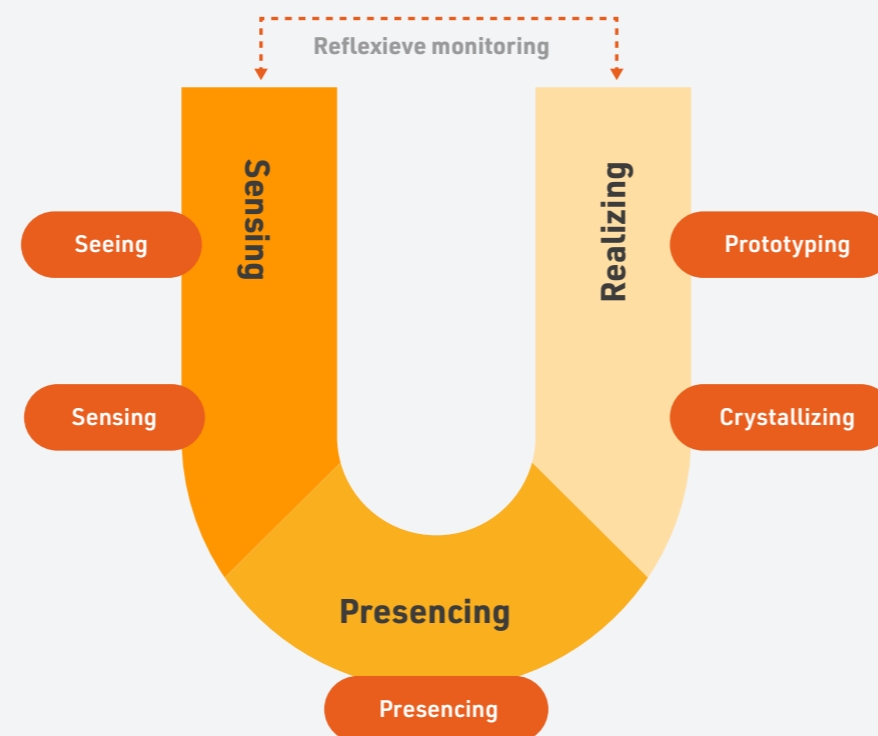 Reflexieve monitoring
Sensing
Realizing
Seeing
Prototyping
Sensing
Crystallizing
Presencing
Presencing